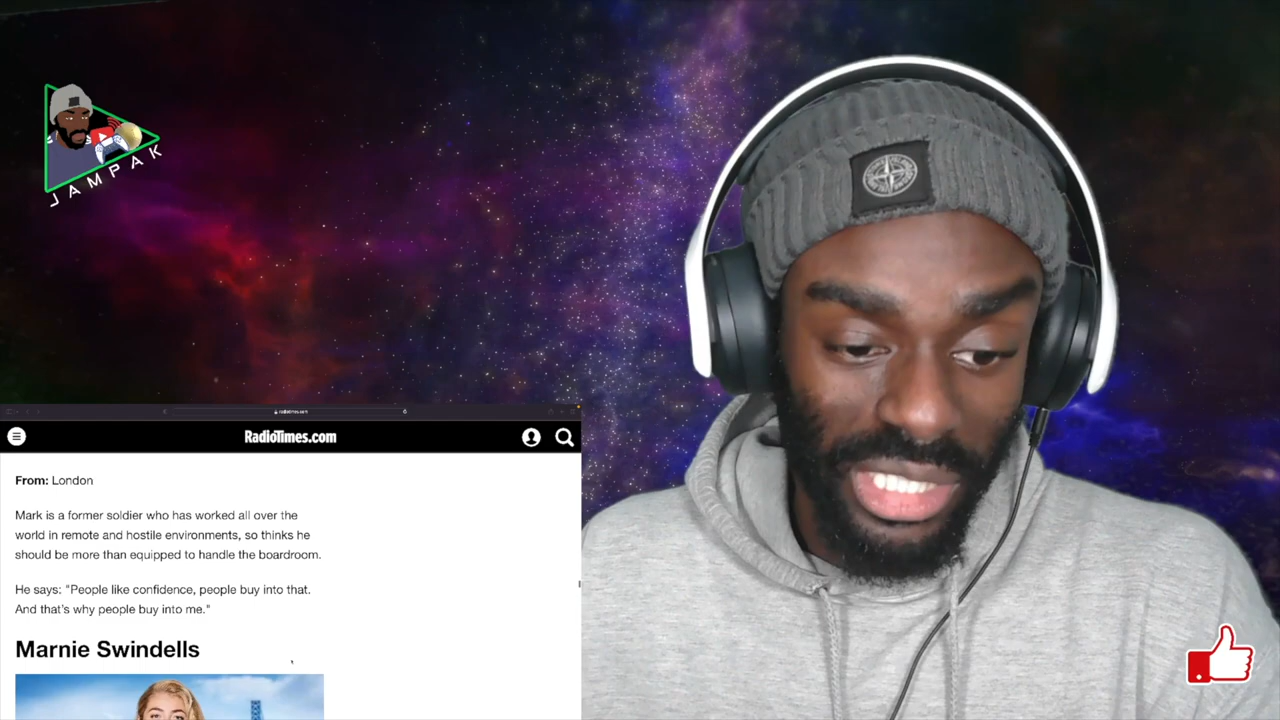 JAMPAK
radiotimes.com
RadioTimes.com
From: London
Mark is a former soldier who has worked all over the
world in remote and hostile environments, so thinks he
should be more than equipped to handle the boardroom.
He says: "People like confidence, people buy into that.
And that's why people buy into me."
Marnie Swindells